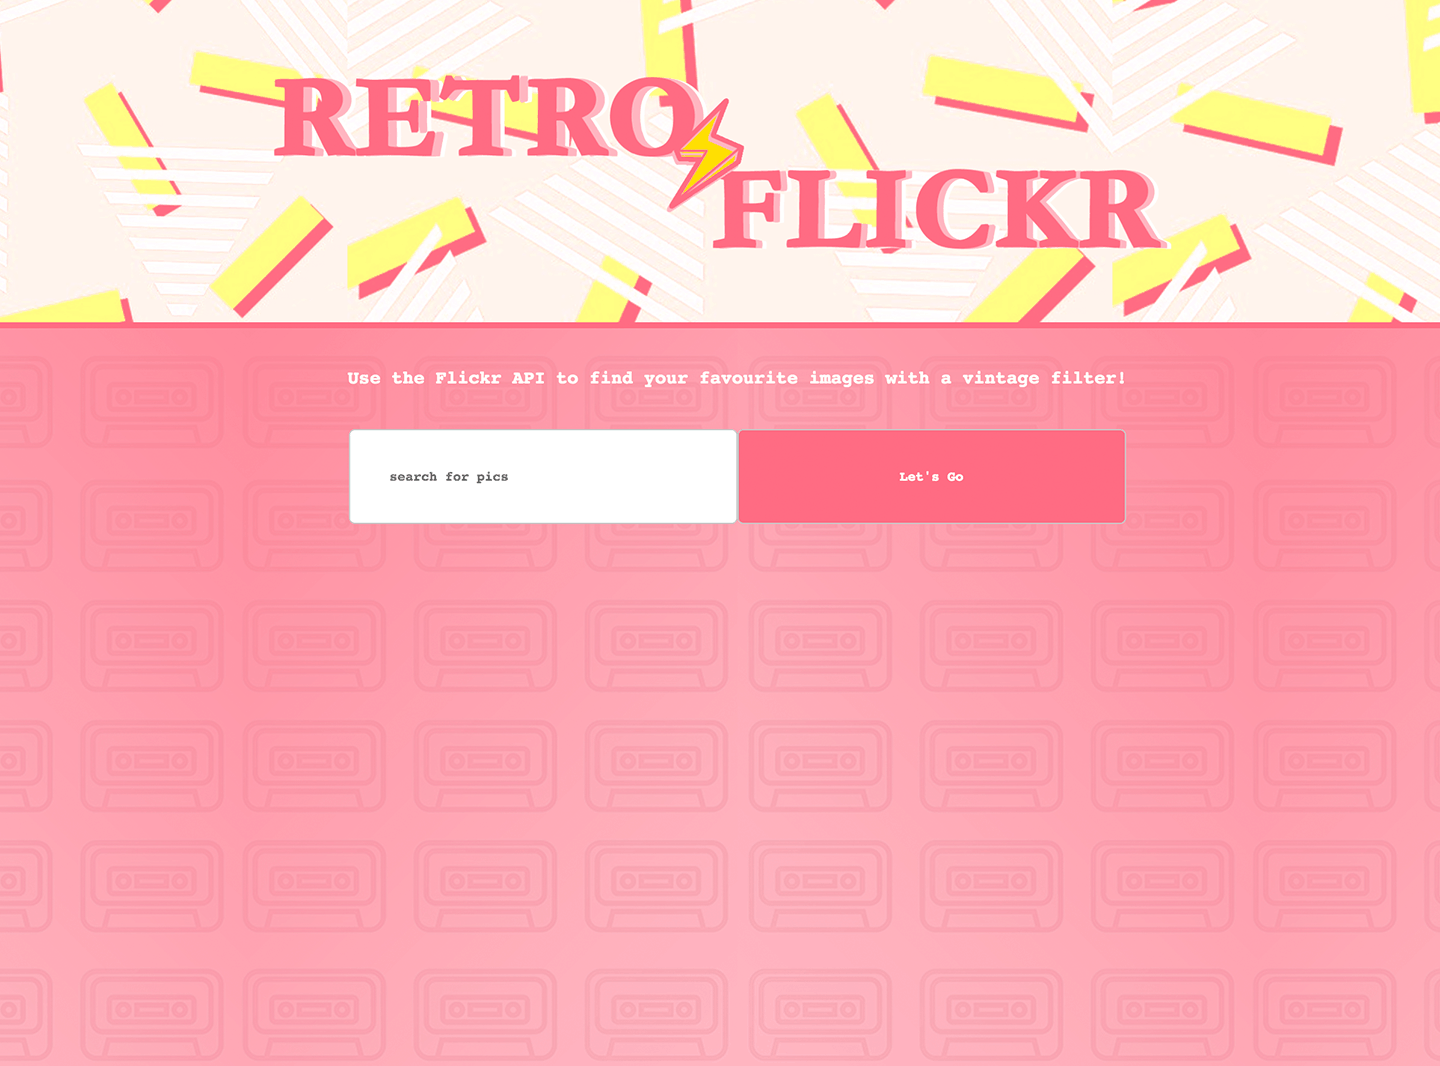 RETRO
FLICKR
Use the Flickr API to find your favourite images with a vintage filter!
search for pics
Let's Go